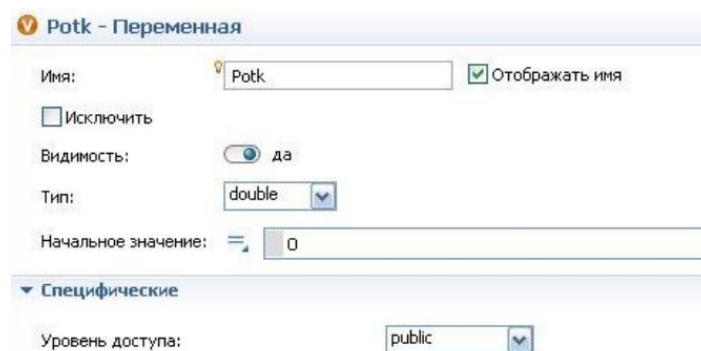 Potk - Переменная
Имя: Potk Отображать имя
Исключить
Видимость: да
Тип: double
Начальное значение: 0
Специфические
Уровень доступа: public